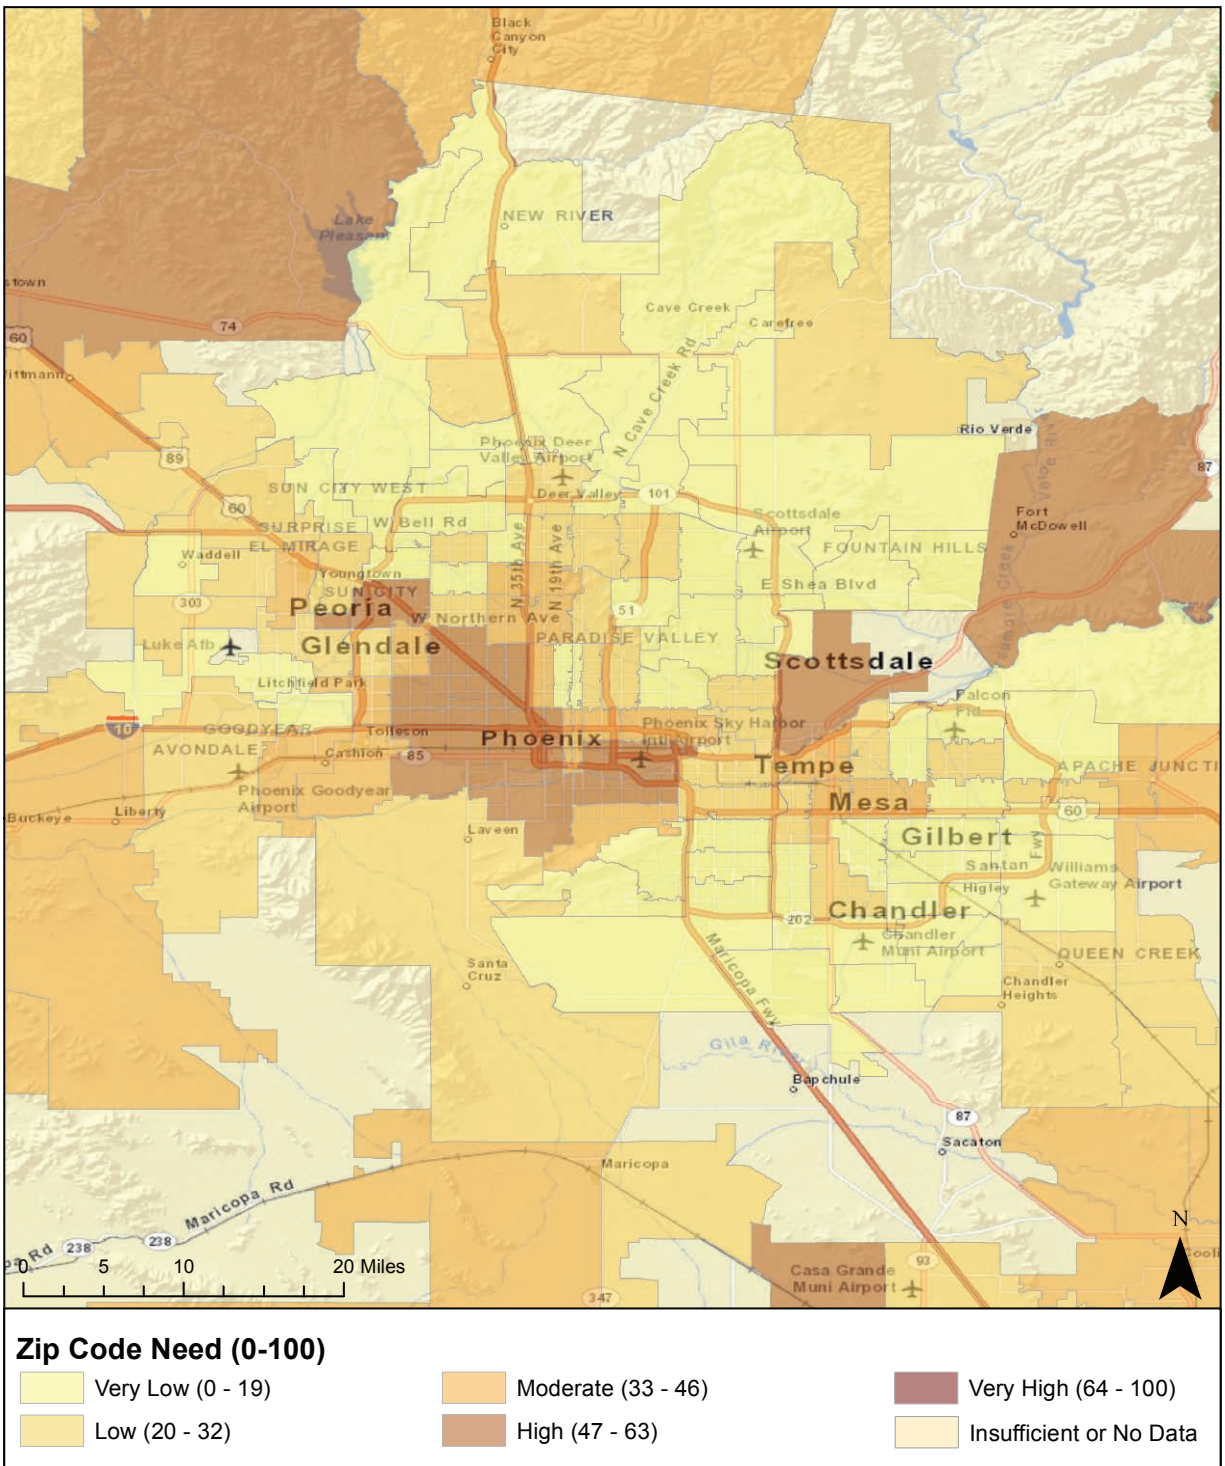 Black
Canyon
City
NEW RIVER
Lake
Pleasant
stown
Cave Creek
Carefree
74
60
ittmann
N Cave Creek Rd
Rio Verde
Verde River
Phoenix Deer
Valley Airport
89
87
SUN CITY WEST
Deer Valley
101
60
Scottsdale
Airport
Fort
McDowell
SURPRISE
W Bell Rd
EL MIRAGE
FOUNTAIN HILLS
Waddell
N 35th Ave
N 19th Ave
Youngtown
E Shea Blvd
SUN CITY
303
Peoria
51
W Northern Ave
PARADISE VALLEY
Luke Afb
Glendale
Scottsdale
Litchfield Park
Falcon
Fld
10
GOODYEAR
Tolleson
Phoenix Sky Harbor
Intl Airport
AVONDALE
Cashion
85
Phoenix
Tempe
APACHE JUNCTI
Phoenix Goodyear
Airport
Mesa
Buckeye
Liberty
60
Laveen
Gilbert
Fwy
Santan
Williams
Gateway Airport
Higley
Chandler
202
Chandler
Muni Airport
Maricopa Fwy
QUEEN CREEK
Santa
Cruz
Chandler
Heights
Gila River
Bapchule
87
Sacaton
Maricopa
Maricopa Rd
N
238
238
pa Rd
93
Cooli
0 5 10 20 Miles
Casa Grande
Muni Airport
347
Zip Code Need (0-100)
Very Low (0 - 19)
Moderate (33 - 46)
Very High (64 - 100)
Low (20 - 32)
High (47 - 63)
Insufficient or No Data